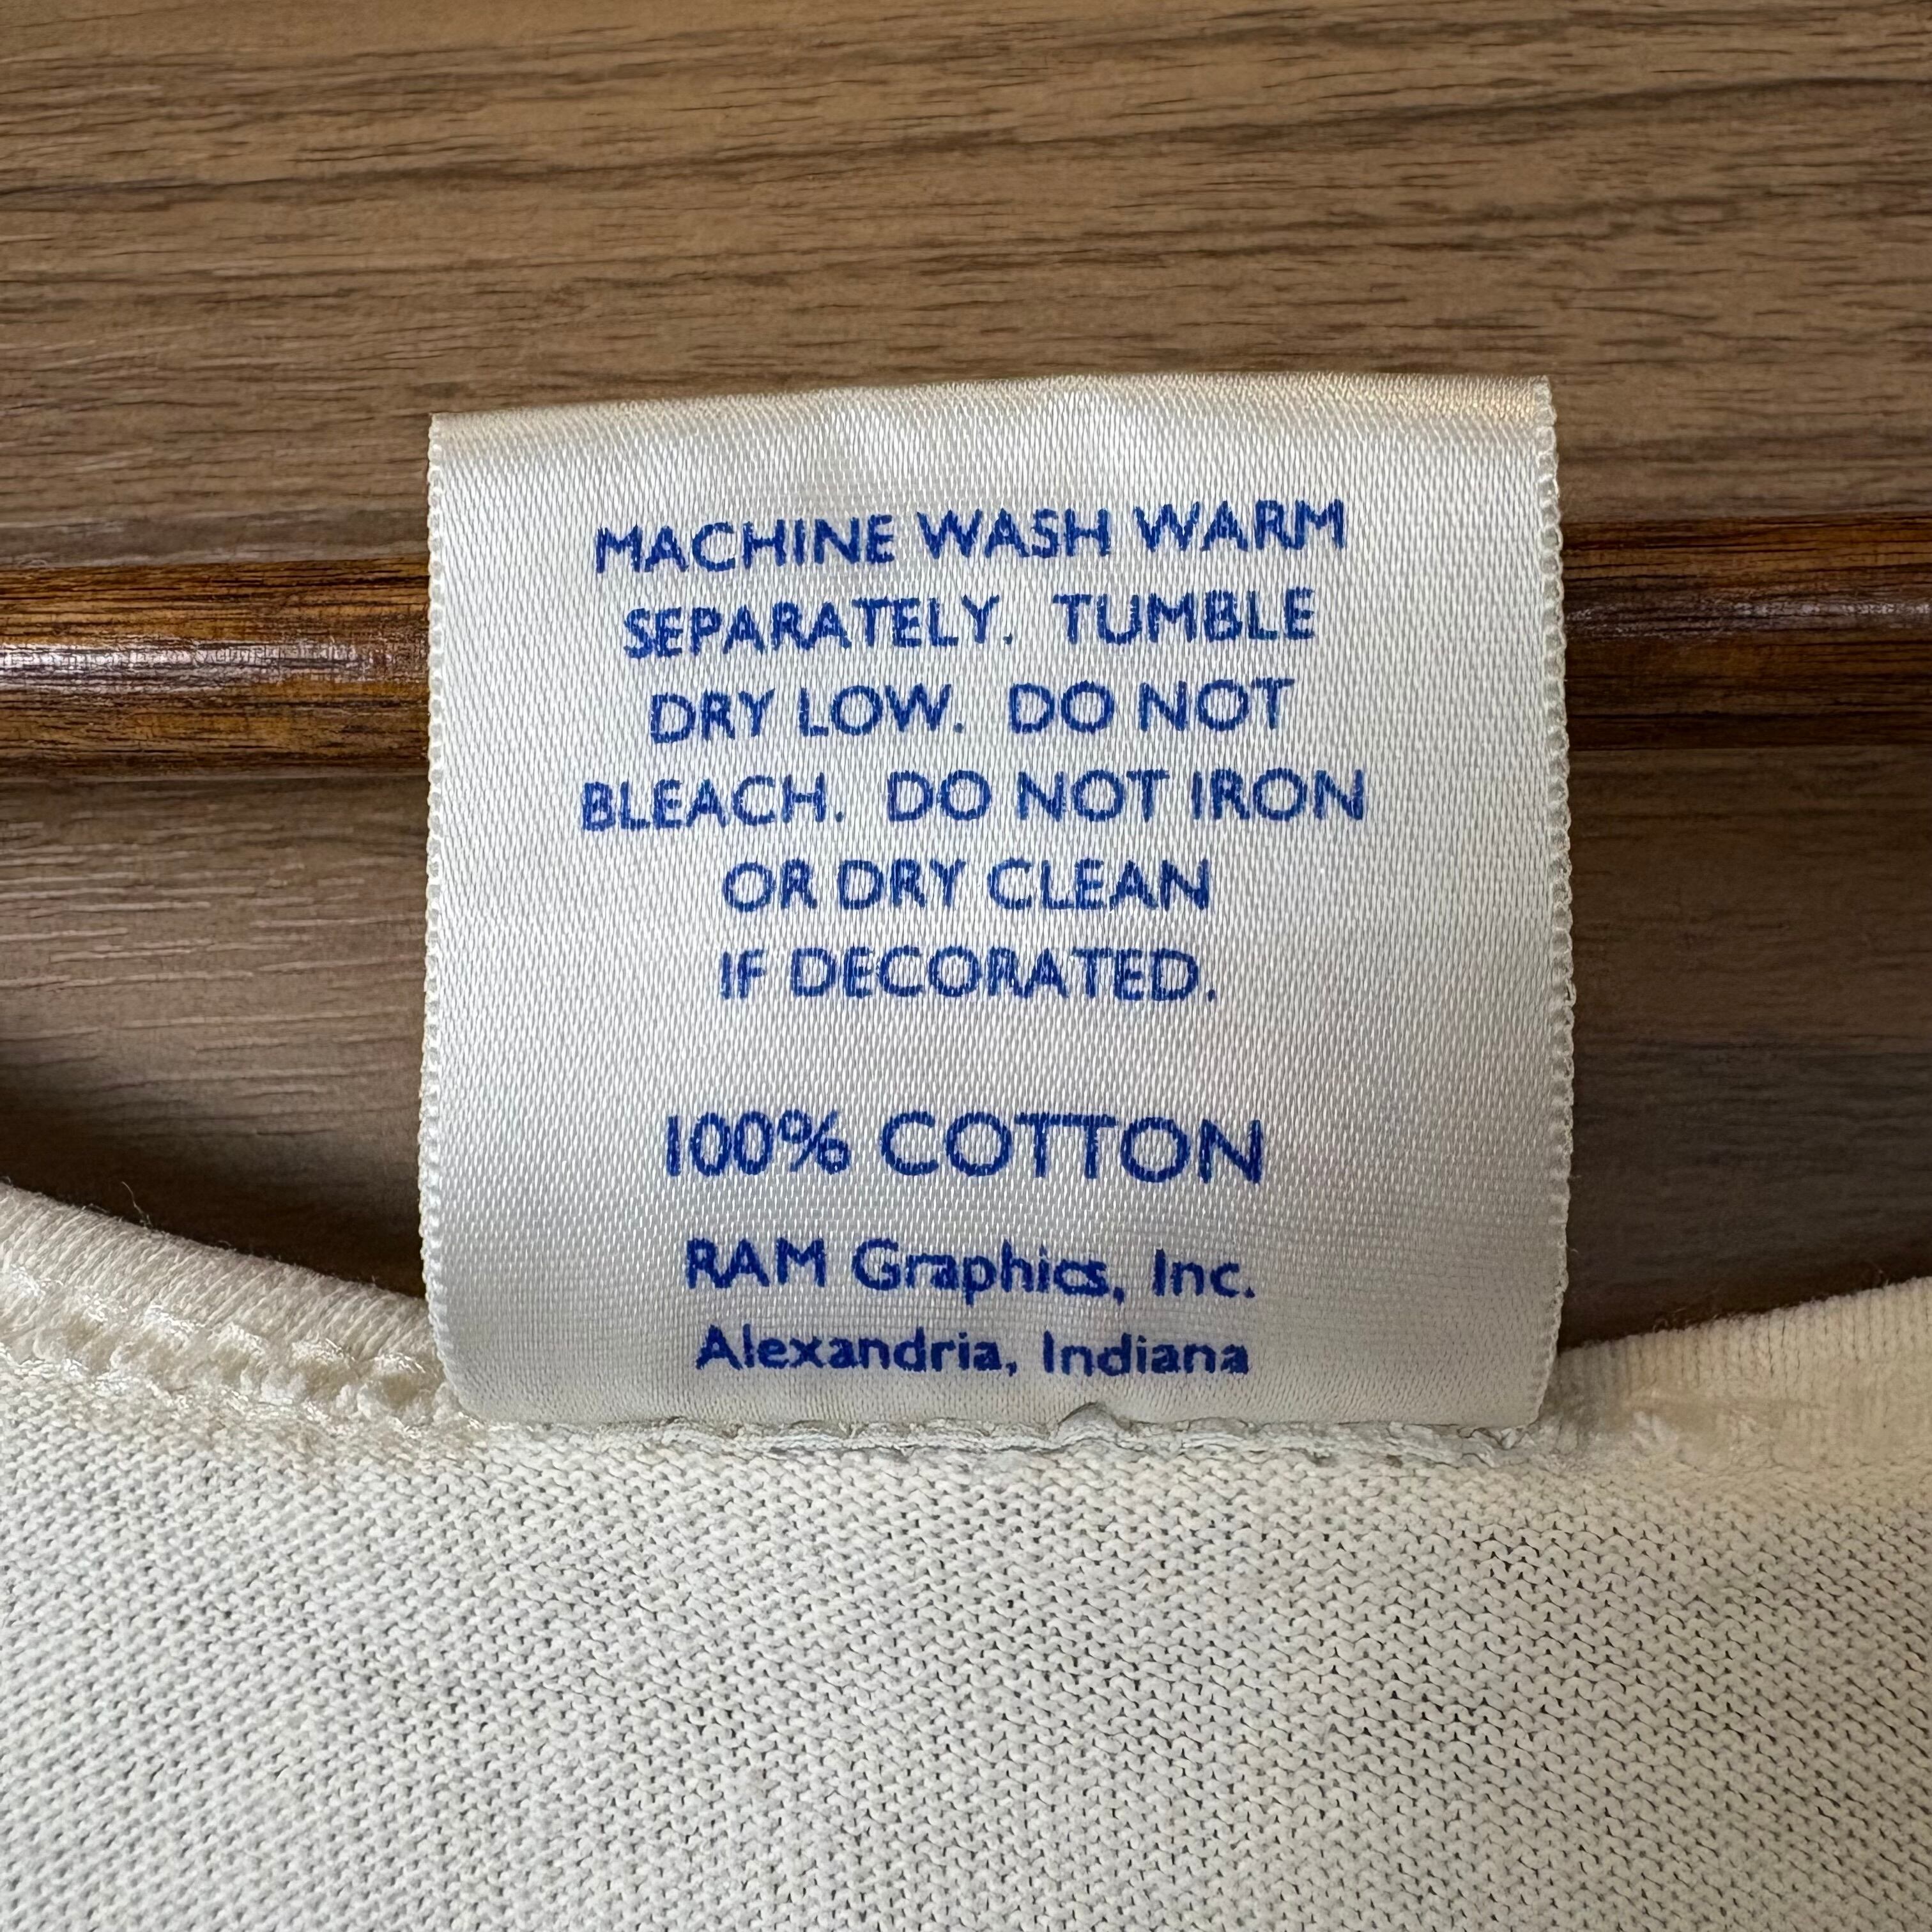 MACHINE WASH WARM
SEPARATELY. TUMBLE
DRY LOW. DO NOT
BLEACH. DO NOT IRON
OR DRY CLEAN
IF DECORATED.
100% COTTON
RAM Graphics, Inc.
Alexandria, Indiana